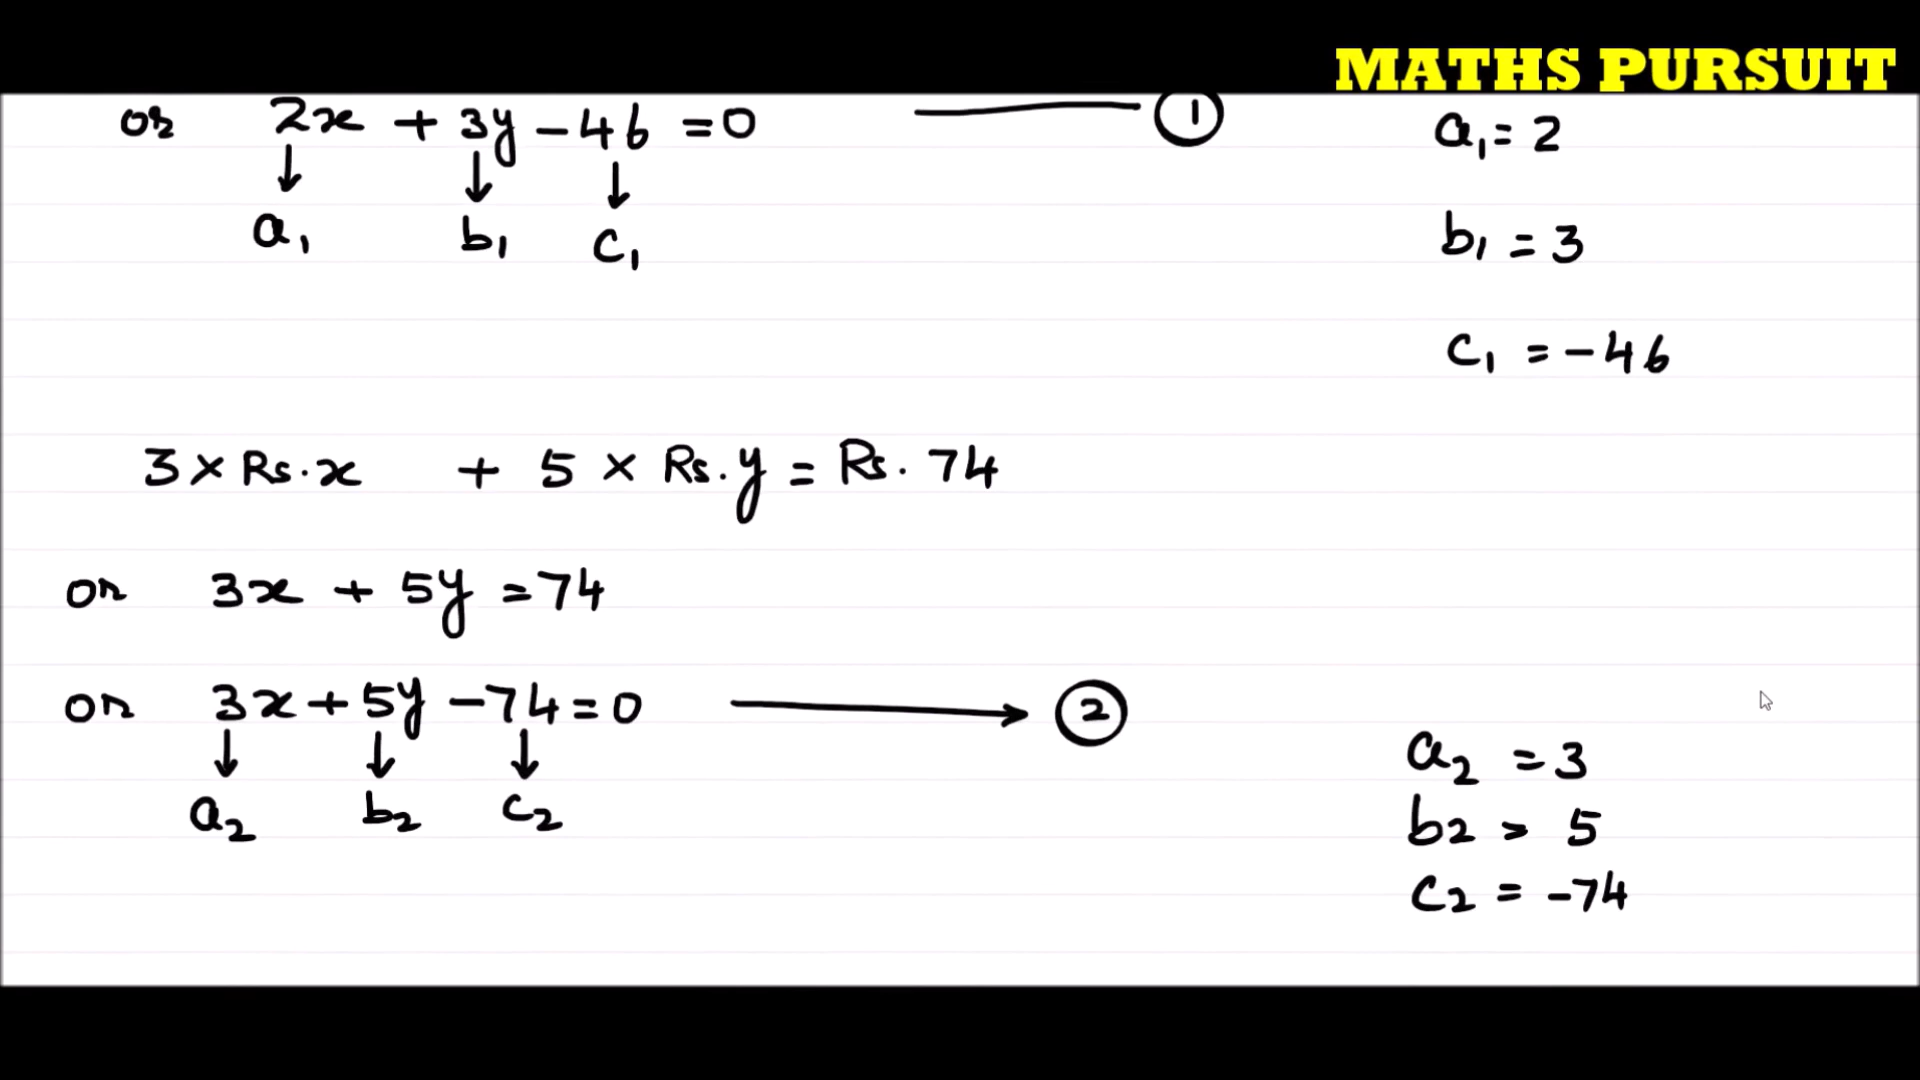 MATHS PURSUIT
or 2x + 3y - 46 = 0 1
a1 b1 c1
a1 = 2
b1 = 3
c1 = -46
3 × Rs. x + 5 × Rs. y = Rs. 74
or 3x + 5y = 74
or 3x + 5y - 74 = 0 → 2
a2 b2 c2
a2 = 3
b2 = 5
c2 = -74